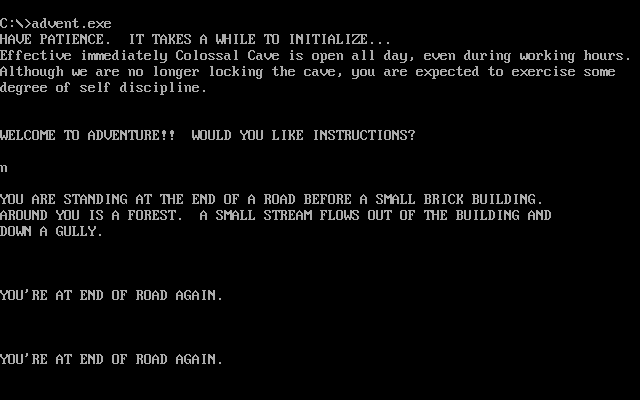 C:\>advent.exe
HAVE PATIENCE.  IT TAKES A WHILE TO INITIALIZE...
Effective immediately Colossal Cave is open all day, even during working hours.
Although we are no longer locking the cave, you are expected to exercise some
degree of self discipline.
WELCOME TO ADVENTURE!!  WOULD YOU LIKE INSTRUCTIONS?
n
YOU ARE STANDING AT THE END OF A ROAD BEFORE A SMALL BRICK BUILDING.
AROUND YOU IS A FOREST.  A SMALL STREAM FLOWS OUT OF THE BUILDING AND
DOWN A GULLY.
YOU'RE AT END OF ROAD AGAIN.
YOU'RE AT END OF ROAD AGAIN.